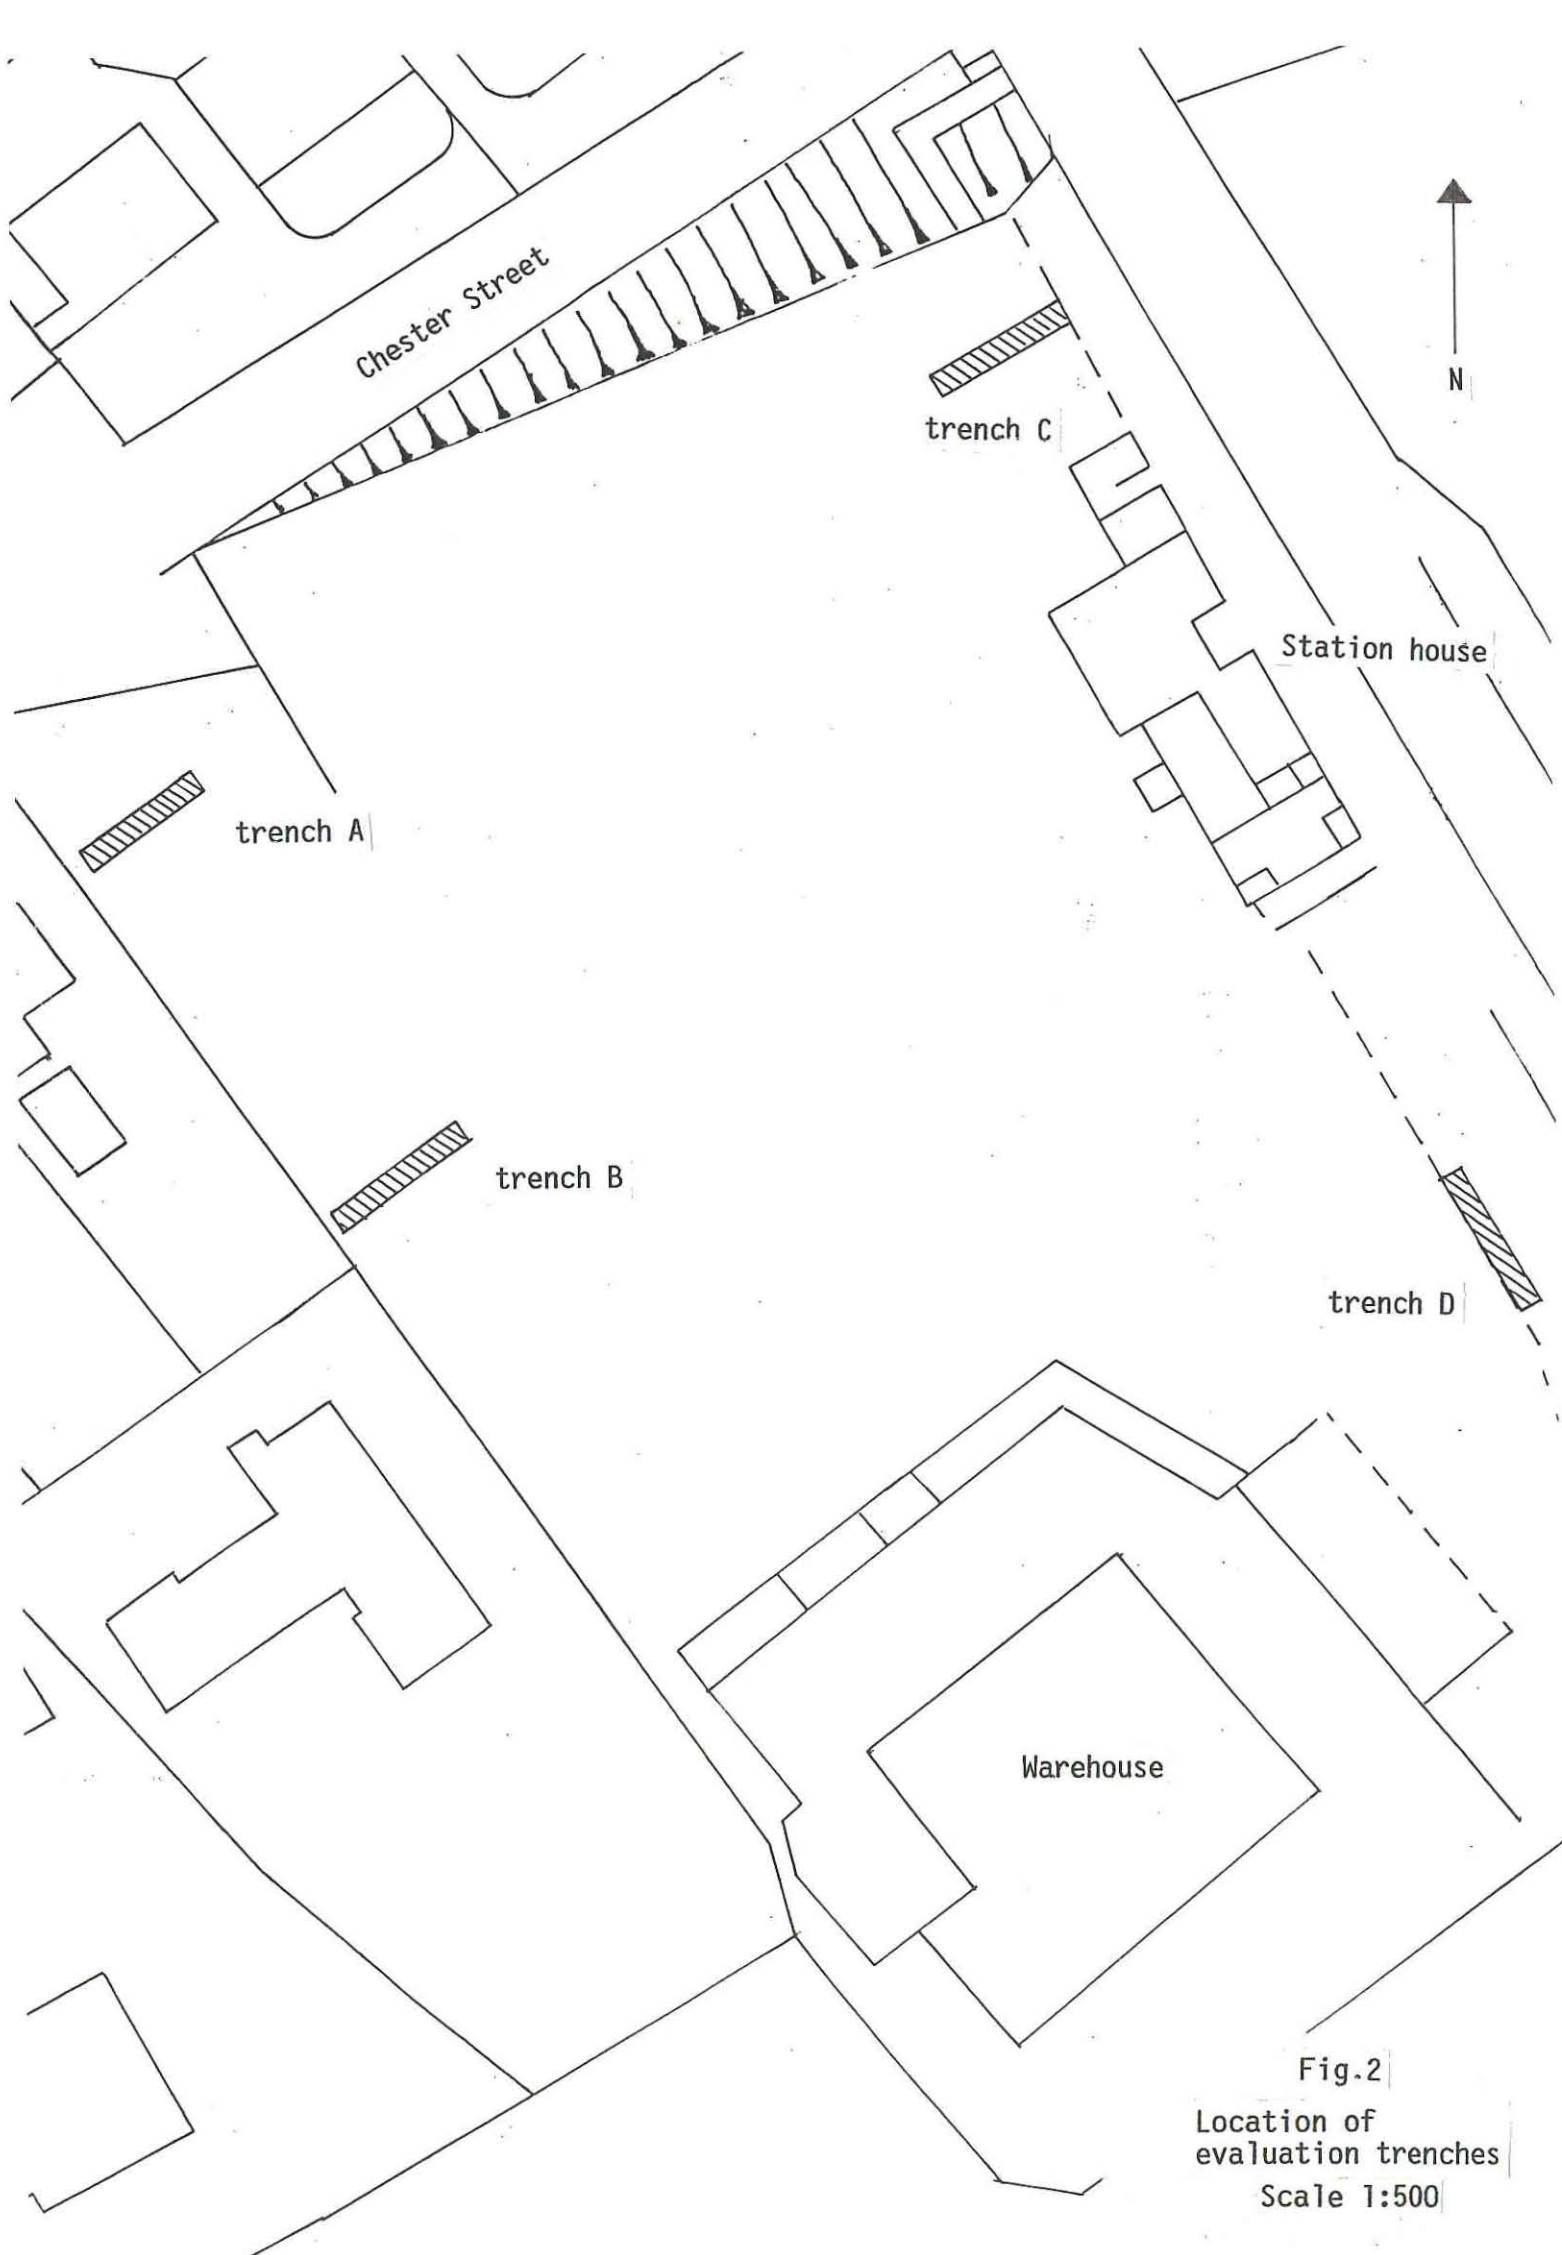 Chester Street
N
trench C
Station house
trench A
trench B
trench D
Warehouse
Fig.2
Location of
evaluation trenches
Scale 1:500